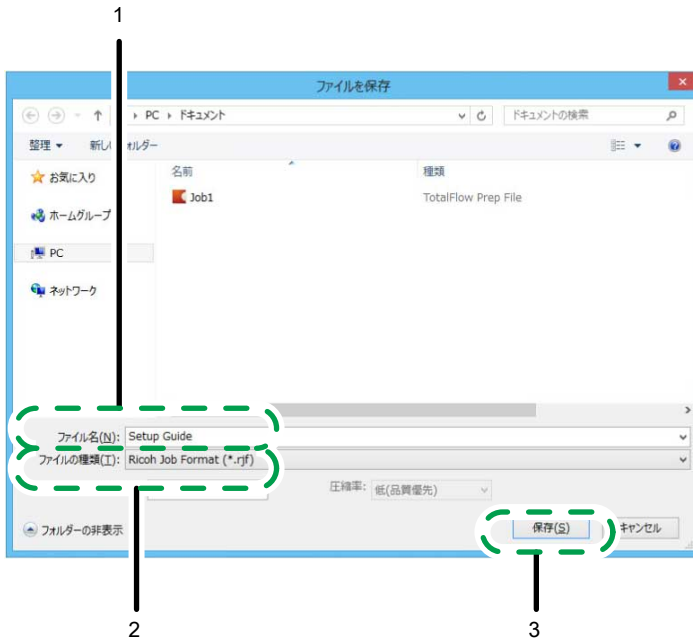 1
ファイルを保存
PC ドキュメント ドキュメントの検索
整理 新し ォルダー
名前 種類
お気に入り
Job1 TotalFlow Prep File
ホームグループ
PC
ネットワーク
ファイル名(N): Setup Guide
ファイルの種類(T): Ricoh Job Format (*.rjf)
圧縮率: 低(品質優先)
フォルダーの非表示 保存(S) キャンセル
2 3